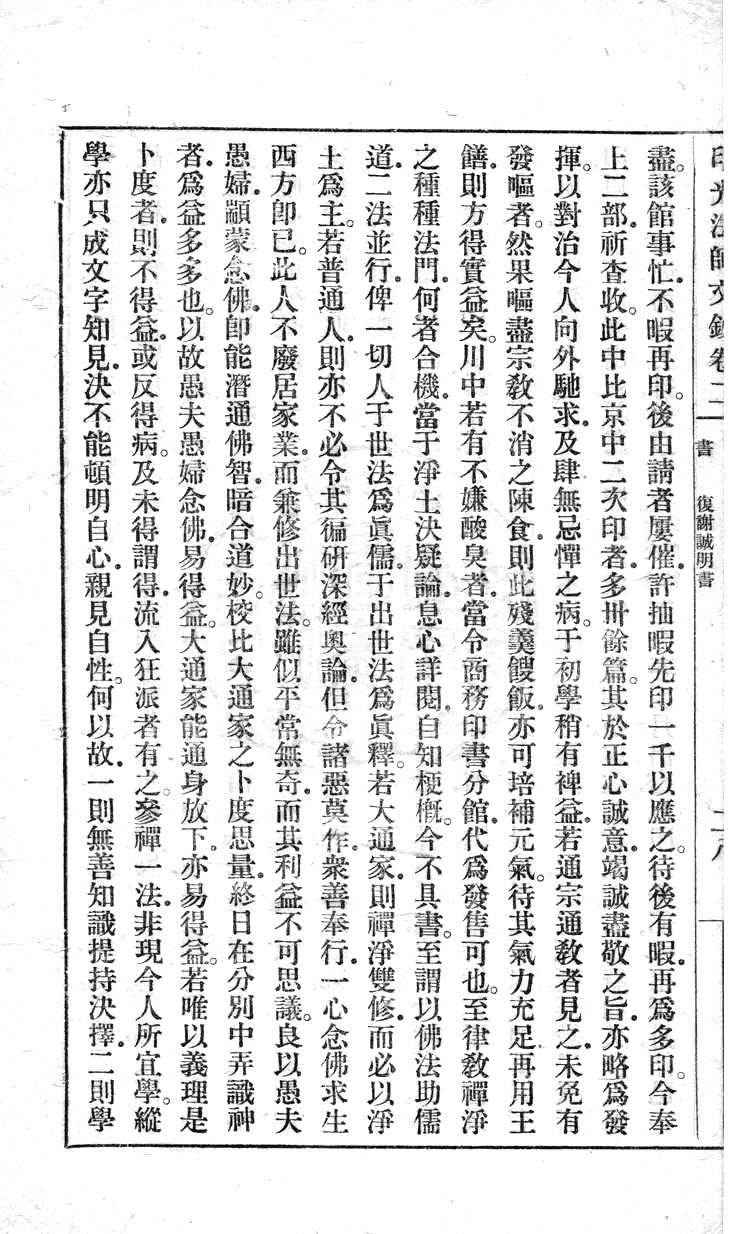 印光法師文鈔卷二
書
復謝誠明書
二八
盡。該館事忙。不暇再印。後由請者屢催。許抽暇先印一千以應之。待後有暇。再爲多印。今奉
上二部。祈查收。此中比京中二次印者。多卅餘篇。其於正心誠意。竭誠盡敬之旨。亦略爲發
揮。以對治今人向外馳求。及肆無忌憚之病。于初學稍有裨益。若通宗通敎者見之。未免有
發嘔者。然果嘔盡宗敎不消之陳食。則此殘羹餿飯。亦可培補元氣。待其氣力充足再用王
饍。則方得實益矣。川中若有不嫌酸臭者。當令商務印書分館。代爲發售可也。至律敎禪淨
之種種法門。何者合機。當于淨土決疑論。息心詳閱。自知梗槪。今不具書。至謂以佛法助儒
道。二法並行。俾一切人于世法爲眞儒。于出世法爲眞釋。若大通家。則禪淨雙修。而必以淨
土爲主。若普通人。則亦不必令其徧研深經奧論。但令諸惡莫作。衆善奉行。一心念佛求生
西方卽已。此人不廢居家業。而兼修出世法。雖似平常無奇。而其利益不可思議。良以愚夫
愚婦。顓蒙念佛。卽能潛通佛智。暗合道妙。校比大通家之卜度思量。終日在分別中弄識神
者。爲益多多也。以故愚夫愚婦念佛。易得益。大通家能通身放下。亦易得益。若唯以義理是
卜度者。則不得益。或反得病。及未得謂得。流入狂派者有之。參禪一法。非現今人所宜學。縱
學亦只成文字知見。決不能頓明自心。親見自性。何以故。一則無善知識提持決擇。二則學